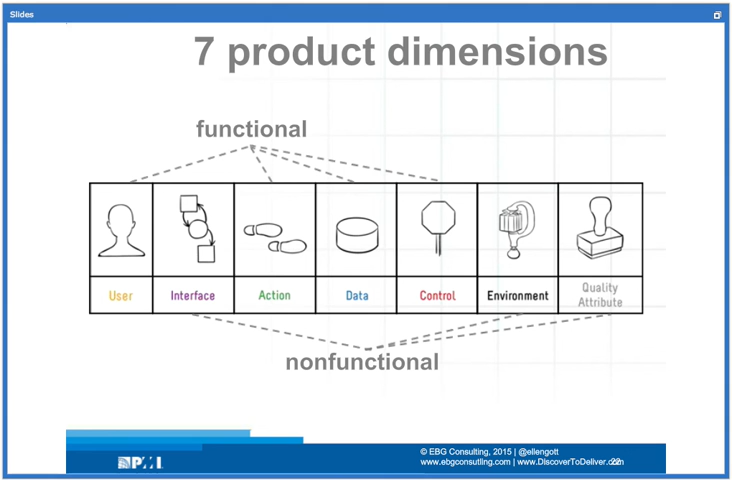 Slides
7 product dimensions
functional
User
Interface
Action
Data
Control
Environment
Quality
Attribute
nonfunctional
PMI
© EBG Consulting, 2015 | @ellengott
www.ebgconsutling.com | www.DiscoverToDeliver.com
22